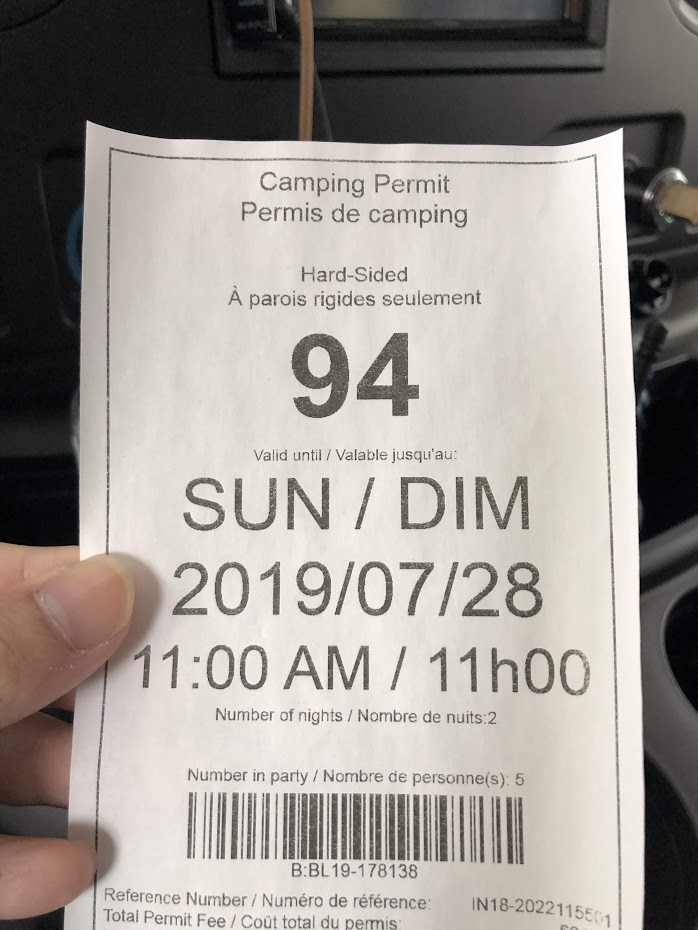 Camping Permit
Permis de camping
Hard-Sided
À parois rigides seulement
94
Valid until / Valable jusqu'au:
SUN / DIM
2019/07/28
11:00 AM / 11h00
Number of nights / Nombre de nuits:2
Number in party / Nombre de personne(s): 5
B:BL19-178138
Reference Number / Numéro de référence: IN18-2022115501
Total Permit Fee / Coût total du permis: